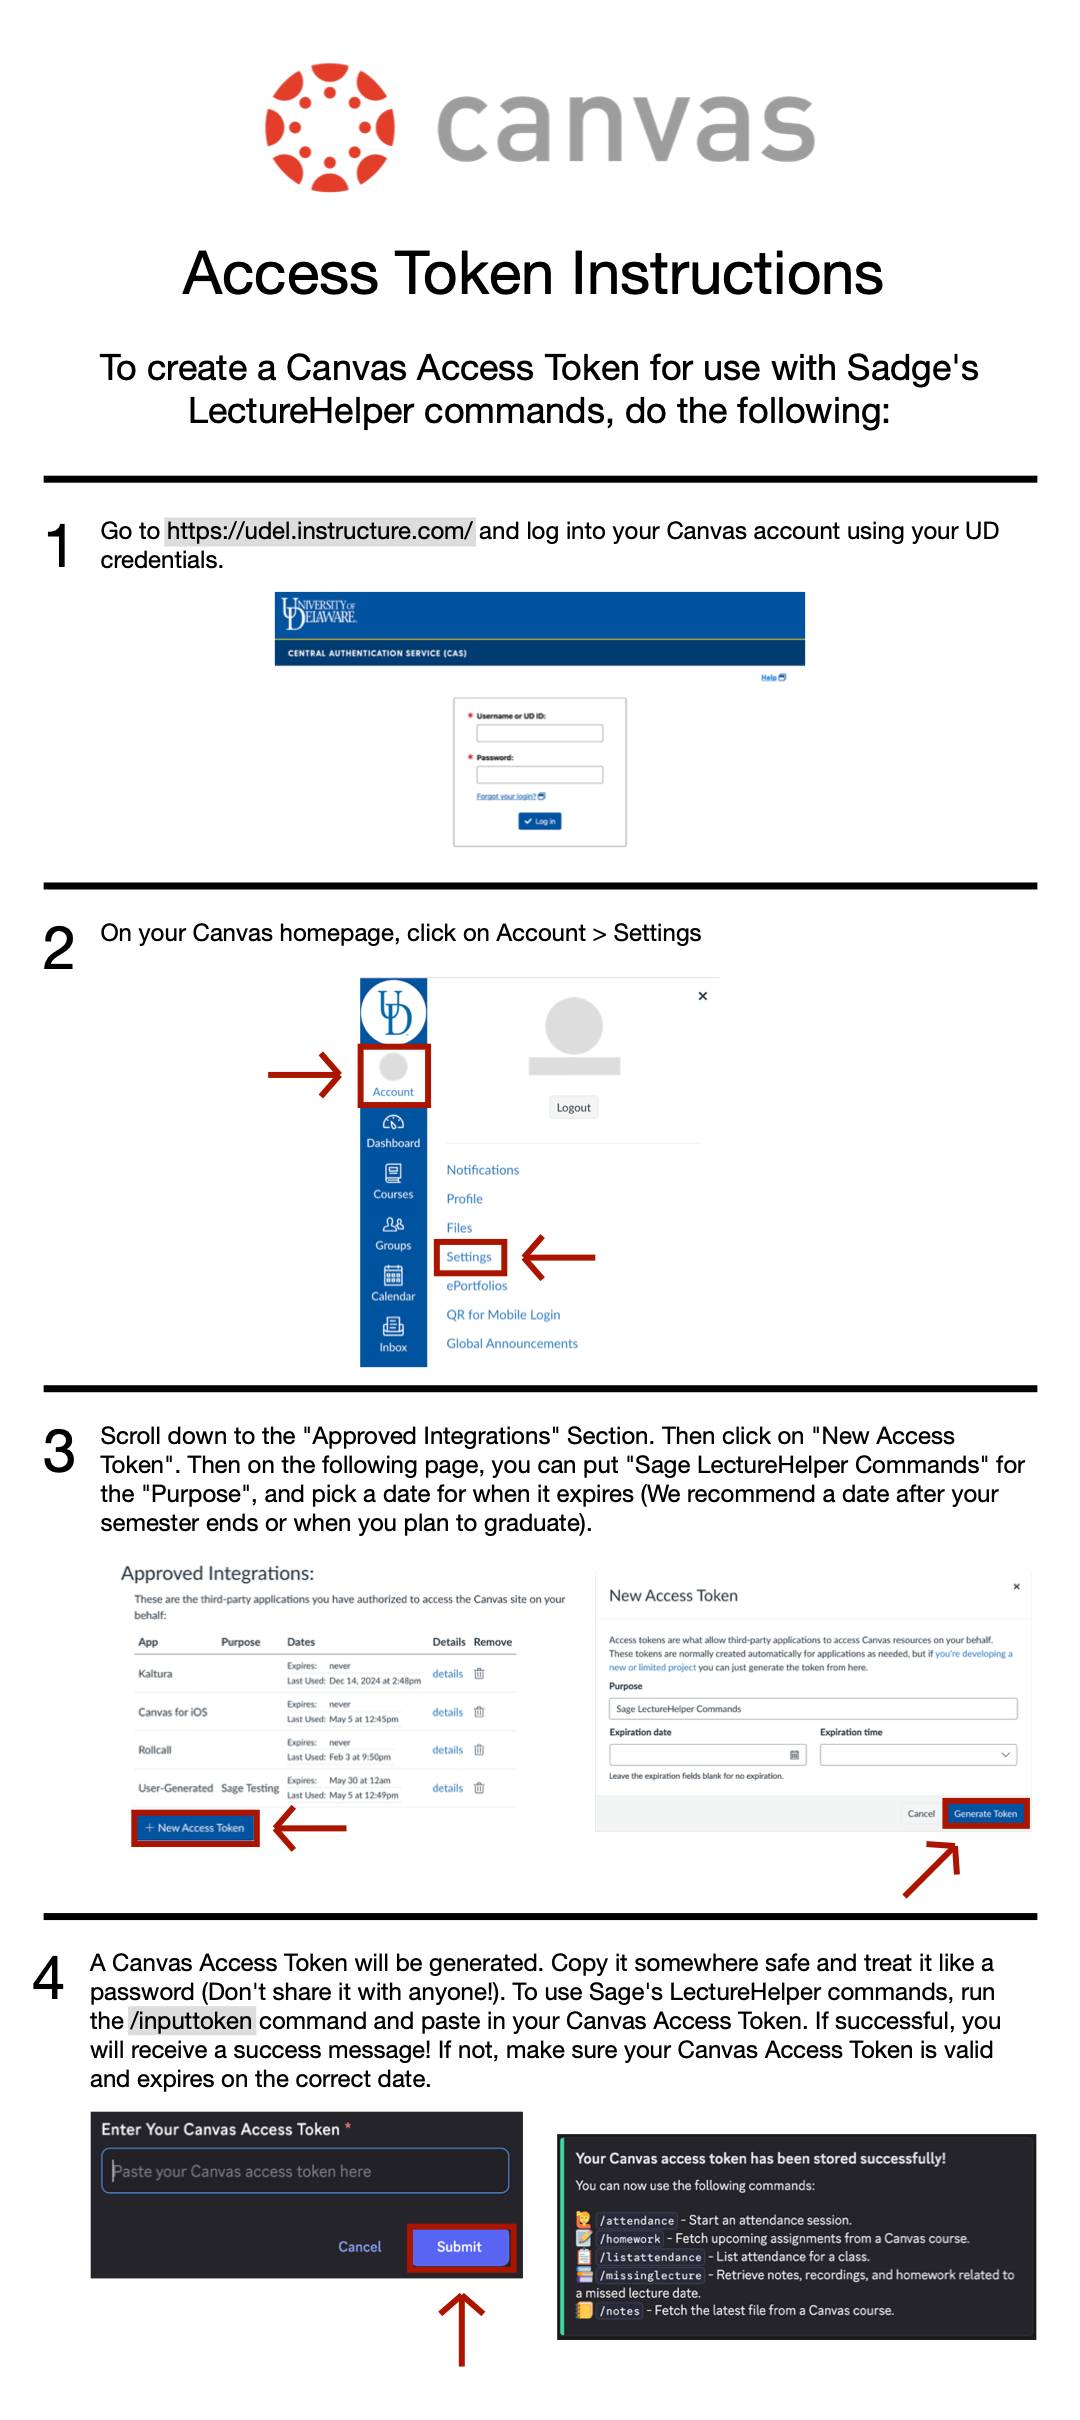 canvas
Access Token Instructions
To create a Canvas Access Token for use with Sadge's
LectureHelper commands, do the following:
1
Go to https://udel.instructure.com/ and log into your Canvas account using your UD
credentials.
UNIVERSITY OF
DELAWARE.
CENTRAL AUTHENTICATION SERVICE (CAS)
Help
* Username or UD ID:
* Password:
Forgot your login?
Log in
2
On your Canvas homepage, click on Account > Settings
UD
Account
Dashboard
Courses
Groups
Calendar
Inbox
×
Logout
Notifications
Profile
Files
Settings
ePortfolios
QR for Mobile Login
Global Announcements
3
Scroll down to the "Approved Integrations" Section. Then click on "New Access
Token". Then on the following page, you can put "Sage LectureHelper Commands" for
the "Purpose", and pick a date for when it expires (We recommend a date after your
semester ends or when you plan to graduate).
Approved Integrations:
These are the third-party applications you have authorized to access the Canvas site on your
behalf:
App Purpose Dates Details Remove
Kaltura Expires: never
Last Used: Dec 14, 2024 at 2:48pm details
Canvas for iOS Expires: never
Last Used: May 5 at 12:45pm details
Rollcall Expires: never
Last Used: Feb 3 at 9:50pm details
User-Generated Sage Testing Expires: May 30 at 12am
Last Used: May 5 at 12:49pm details
+ New Access Token
New Access Token
×
Access tokens are what allow third-party applications to access Canvas resources on your behalf.
These tokens are normally created automatically for applications as needed, but if you're developing a
new or limited project you can just generate the token from here.
Purpose
Sage LectureHelper Commands
Expiration date Expiration time
Leave the expiration fields blank for no expiration.
Cancel Generate Token
4
A Canvas Access Token will be generated. Copy it somewhere safe and treat it like a
password (Don't share it with anyone!). To use Sage's LectureHelper commands, run
the /inputtoken command and paste in your Canvas Access Token. If successful, you
will receive a success message! If not, make sure your Canvas Access Token is valid
and expires on the correct date.
Enter Your Canvas Access Token *
Paste your Canvas access token here
Cancel Submit
Your Canvas access token has been stored successfully!
You can now use the following commands:
/attendance - Start an attendance session.
/homework - Fetch upcoming assignments from a Canvas course.
/listattendance - List attendance for a class.
/missinglecture - Retrieve notes, recordings, and homework related to
a missed lecture date.
/notes - Fetch the latest file from a Canvas course.